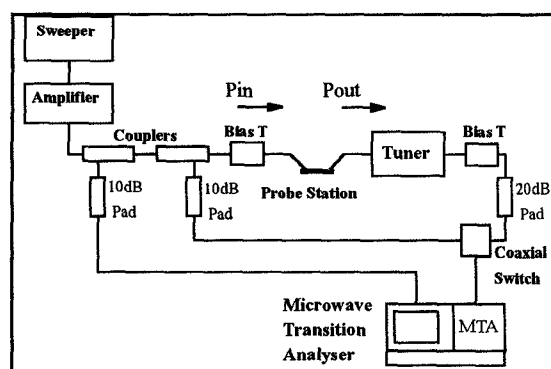 Sweeper
Amplifier
Pin
Pout
Couplers
Bias T
Tuner
Bias T
10dB
Pad
10dB
Pad
Probe Station
20dB
Pad
Coaxial
Switch
Microwave
Transition
Analyser
MTA